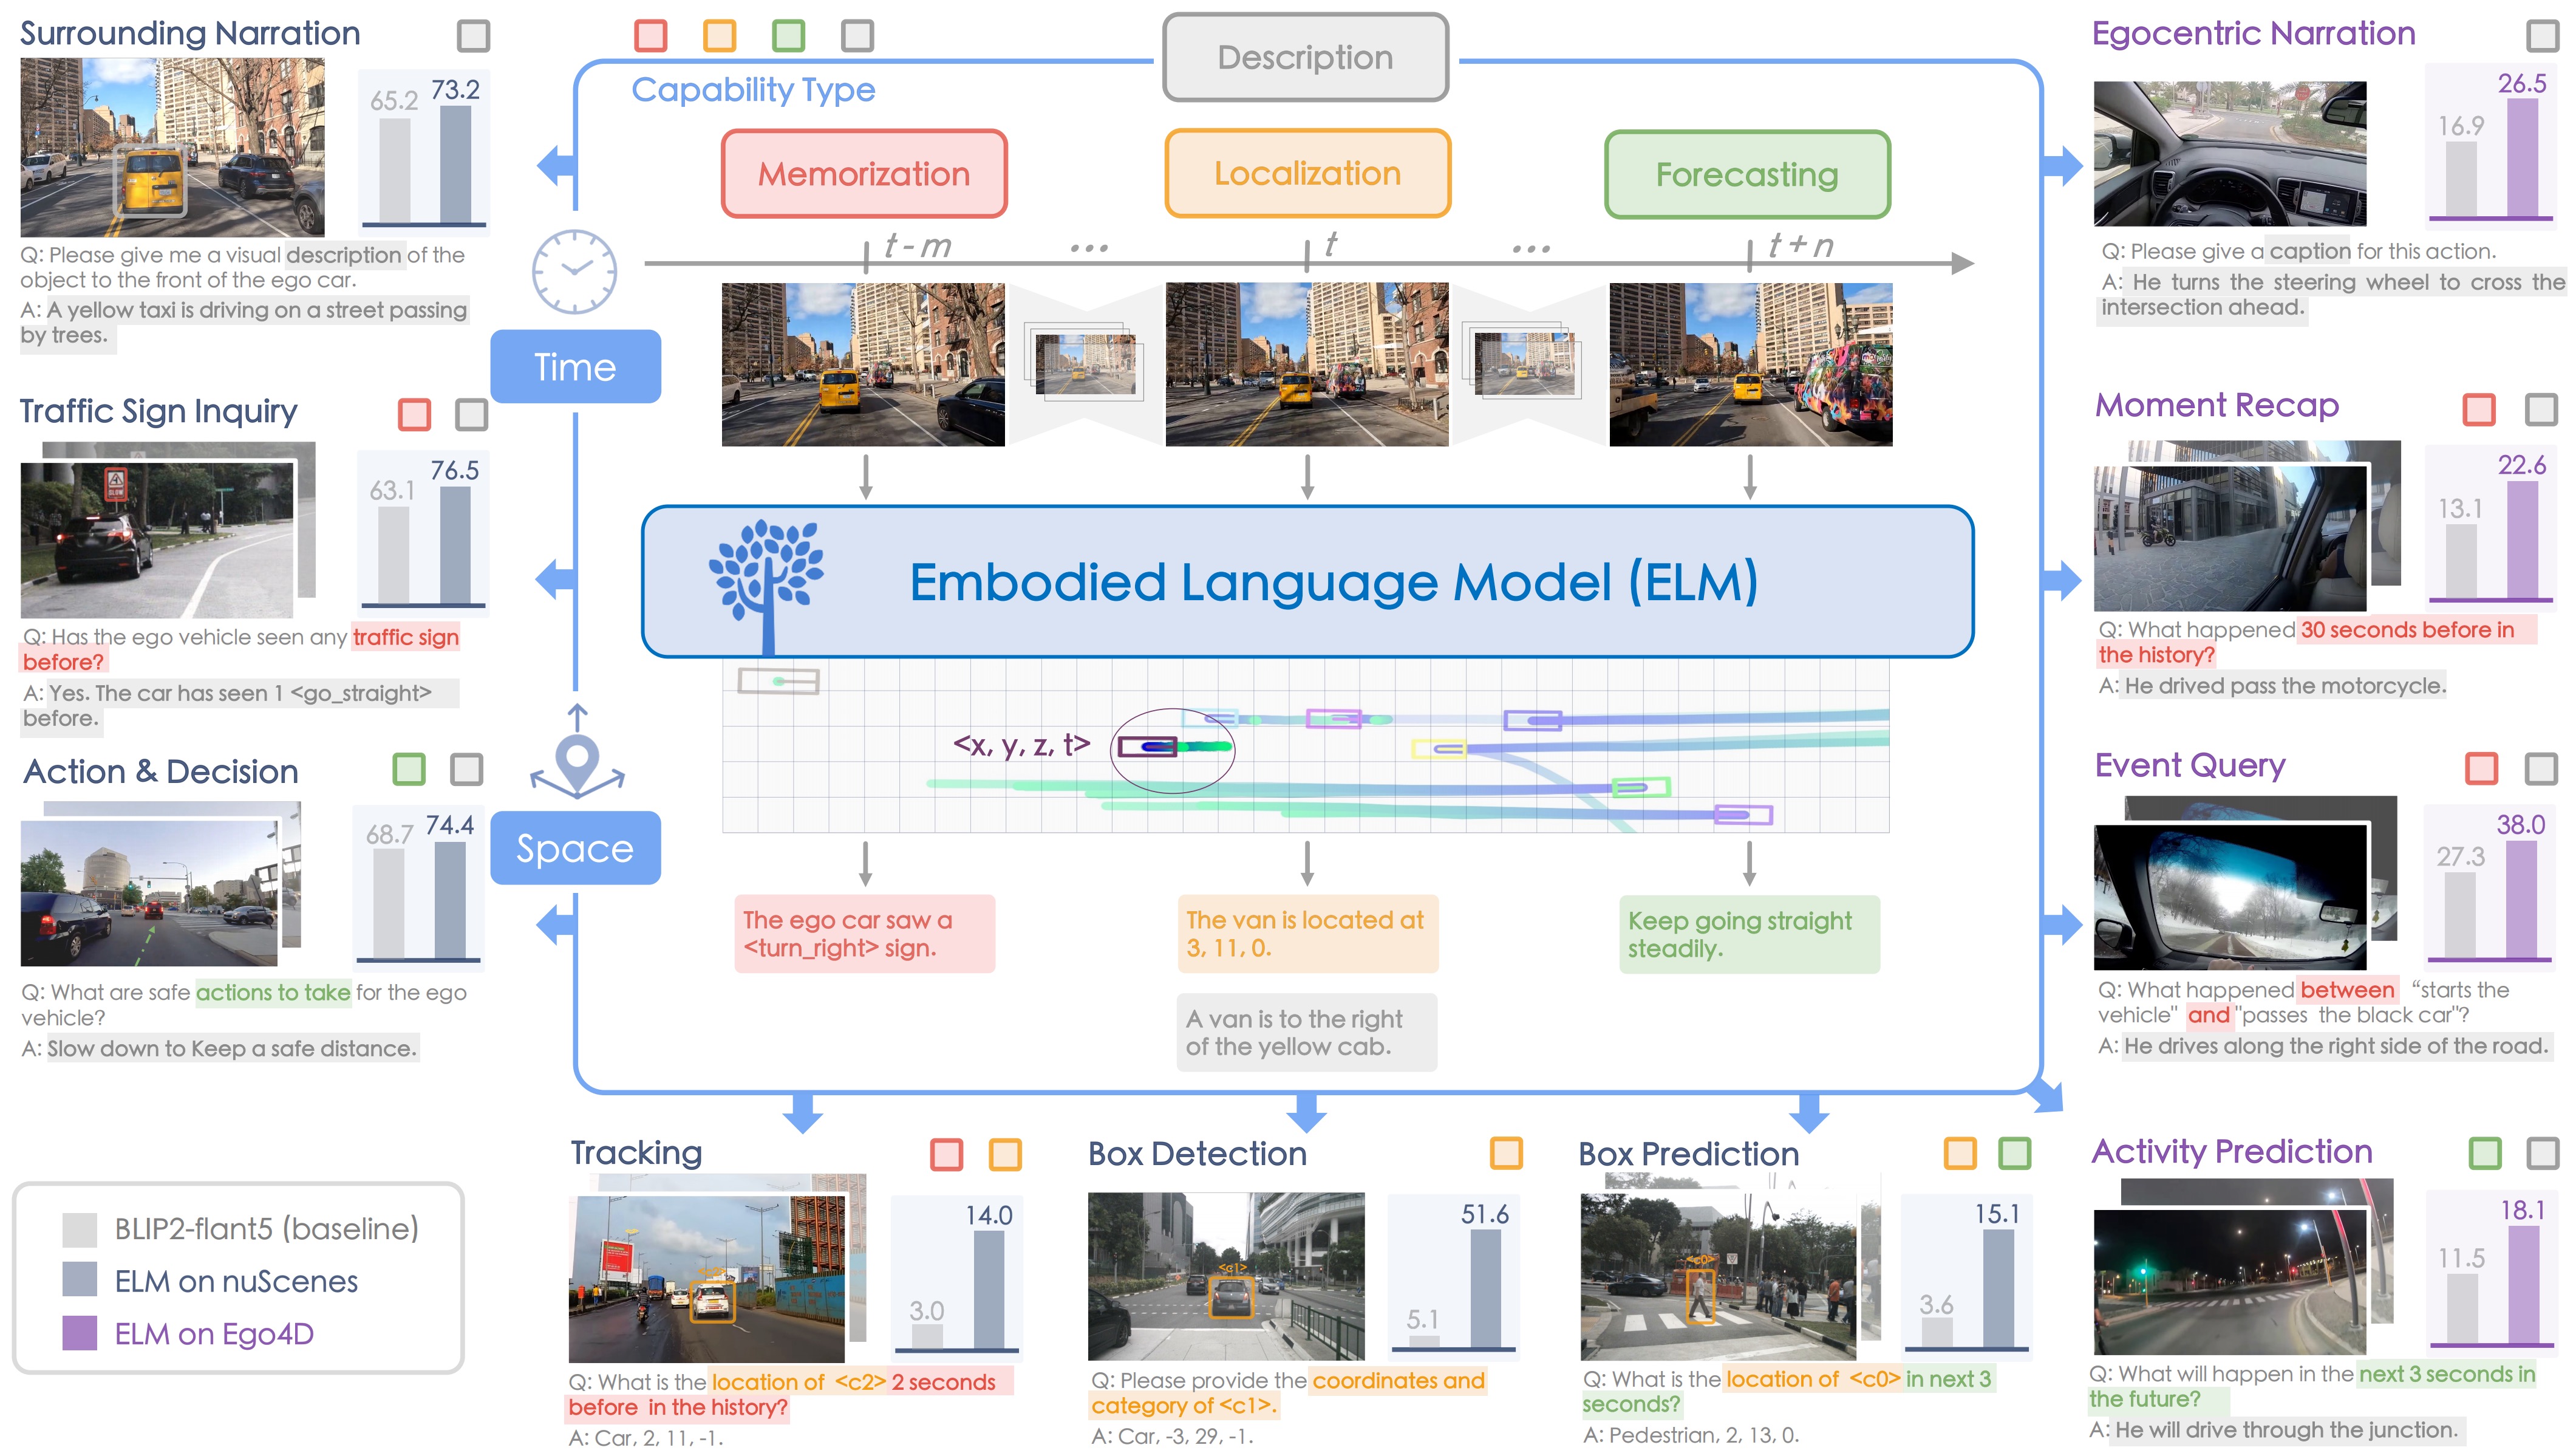 Surrounding Narration
65.2
73.2
Q: Please give me a visual description of the
object to the front of the ego car.
A: A yellow taxi is driving on a street passing
by trees.
Traffic Sign Inquiry
SLOW
63.1
76.5
Q: Has the ego vehicle seen any traffic sign
before?
A: Yes. The car has seen 1 <go_straight>
before.
Action & Decision
68.7
74.4
Q: What are safe actions to take for the ego
vehicle?
A: Slow down to Keep a safe distance.
BLIP2-flant5 (baseline)
ELM on nuScenes
ELM on Ego4D
Capability Type
Description
Memorization
Localization
Forecasting
t - m
...
t
...
t + n
Time
Embodied Language Model (ELM)
<x, y, z, t>
Space
The ego car saw a
<turn_right> sign.
The van is located at
3, 11, 0.
Keep going straight
steadily.
A van is to the right
of the yellow cab.
Tracking
<c2>
3.0
14.0
Q: What is the location of <c2> 2 seconds
before in the history?
A: Car, 2, 11, -1.
Box Detection
<c1>
5.1
51.6
Q: Please provide the coordinates and
category of <c1>.
A: Car, -3, 29, -1.
Box Prediction
<c0>
3.6
15.1
Q: What is the location of <c0> in next 3
seconds?
A: Pedestrian, 2, 13, 0.
Egocentric Narration
16.9
26.5
Q: Please give a caption for this action.
A: He turns the steering wheel to cross the
intersection ahead.
Moment Recap
13.1
22.6
Q: What happened 30 seconds before in
the history?
A: He drived pass the motorcycle.
Event Query
27.3
38.0
Q: What happened between “starts the
vehicle" and "passes the black car"?
A: He drives along the right side of the road.
Activity Prediction
11.5
18.1
Q: What will happen in the next 3 seconds in
the future?
A: He will drive through the junction.